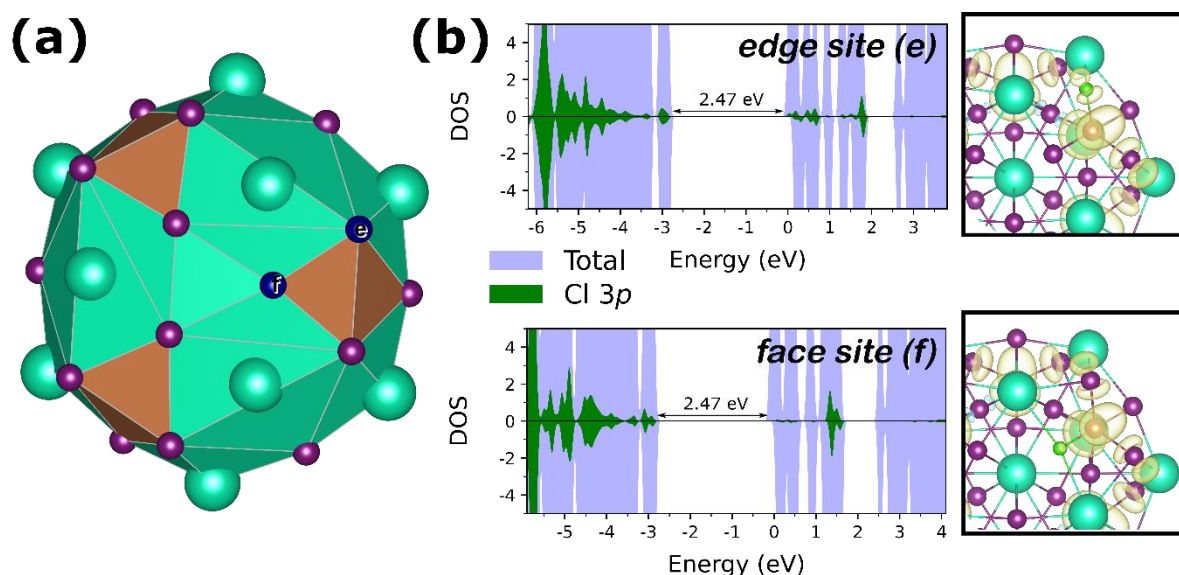 (a)
e
f
(b)
edge site (e)
DOS
4
2
0
-2
-4
2.47 eV
-6 -5 -4 -3 -2 -1 0 1 2 3
Energy (eV)
Total
Cl 3p
face site (f)
DOS
4
2
0
-2
-4
2.47 eV
-5 -4 -3 -2 -1 0 1 2 3 4
Energy (eV)